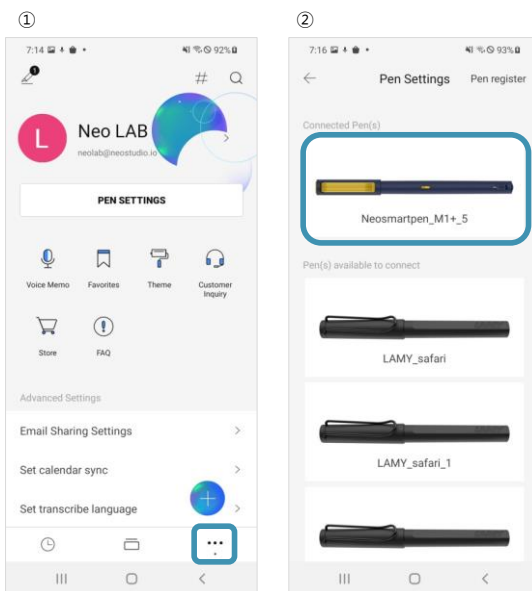 ①
7:14 92%
1
#
L
Neo LAB
neolab@neostudio.io
PEN SETTINGS
Voice Memo Favorites Theme Customer Inquiry
Store FAQ
Advanced Settings
Email Sharing Settings
Set calendar sync
Set transcribe language
②
7:16 93%
Pen Settings Pen register
Connected Pen(s)
Neosmartpen_M1+_5
Pen(s) available to connect
LAMY_safari
LAMY_safari_1